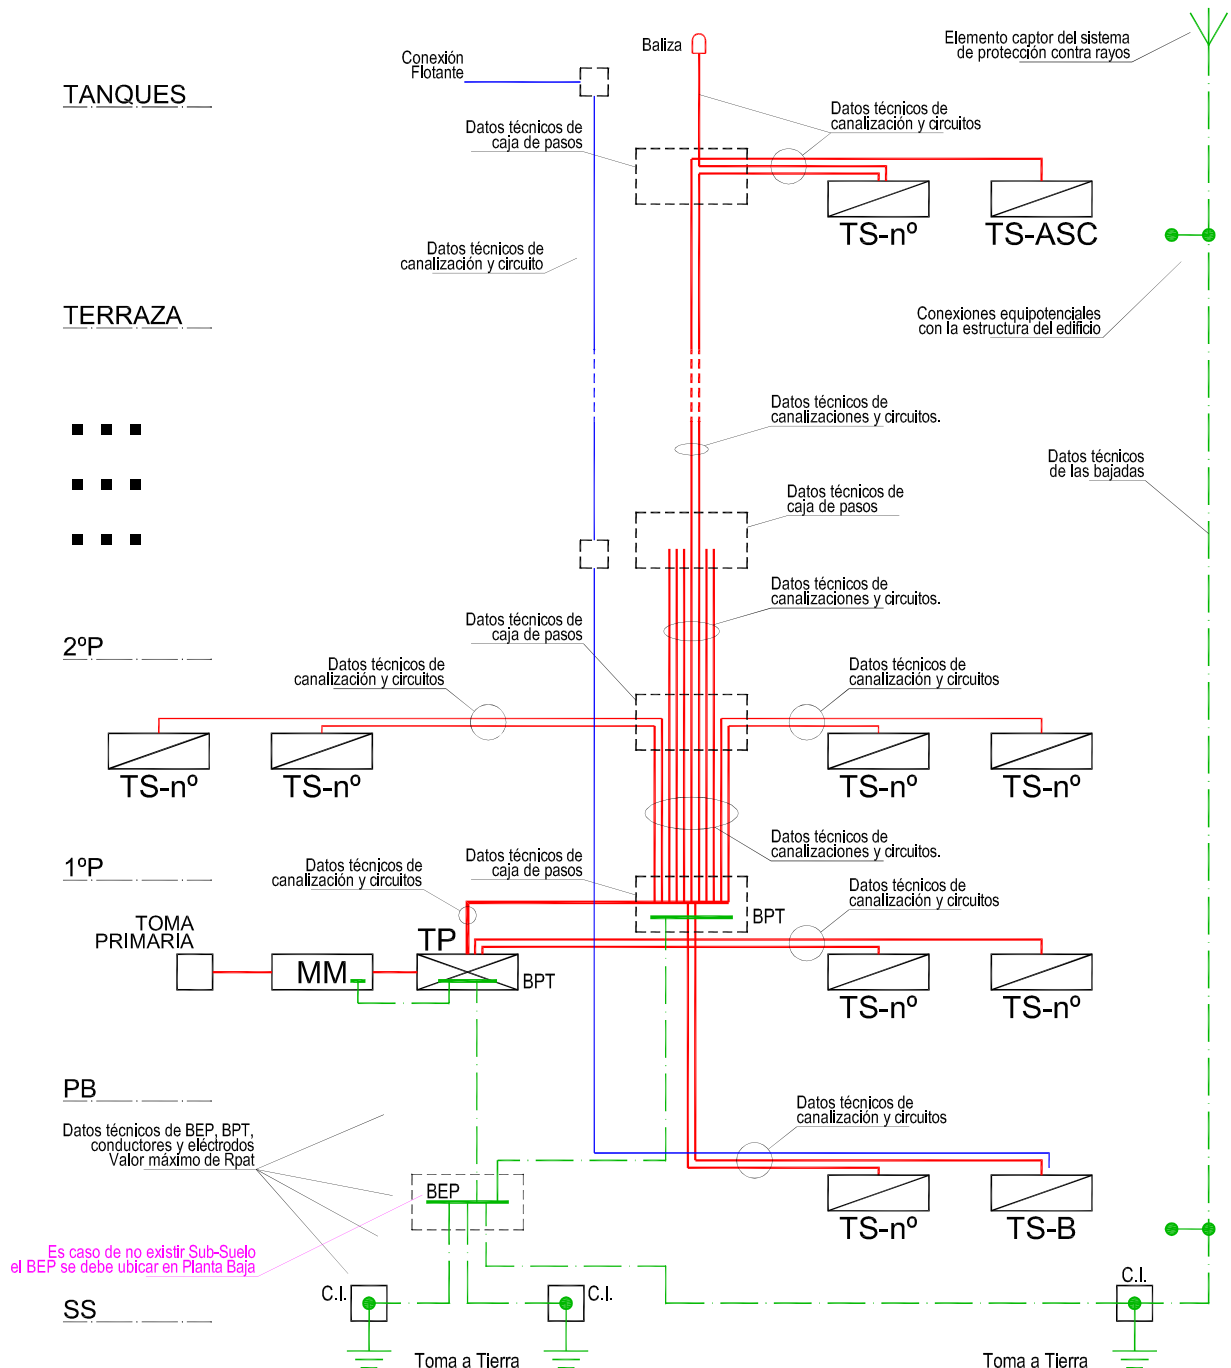 Baliza
Elemento captor del sistema
de protección contra rayos
Conexión
Flotante
TANQUES
Datos técnicos de
canalización y circuitos
Datos técnicos de
caja de pasos
TS-nº
TS-ASC
Datos técnicos de
canalización y circuito
TERRAZA
Conexiones equipotenciales
con la estructura del edificio
Datos técnicos de
canalizaciones y circuitos.
Datos técnicos
de las bajadas
Datos técnicos de
caja de pasos
Datos técnicos de
canalizaciones y circuitos.
Datos técnicos de
caja de pasos
2ºP
Datos técnicos de
canalización y circuitos
Datos técnicos de
canalización y circuitos
TS-nº
TS-nº
TS-nº
TS-nº
Datos técnicos de
canalizaciones y circuitos.
1ºP
Datos técnicos de
canalización y circuitos
Datos técnicos de
caja de pasos
Datos técnicos de
canalización y circuitos
TOMA
PRIMARIA
TP
BPT
MM
BPT
TS-nº
TS-nº
PB
Datos técnicos de BEP, BPT,
conductores y eléctrodos
Valor máximo de Rpat
Datos técnicos de
canalización y circuitos
BEP
TS-nº
TS-B
Es caso de no existir Sub-Suelo
el BEP se debe ubicar en Planta Baja
C.I.
C.I.
C.I.
SS
Toma a Tierra
Toma a Tierra